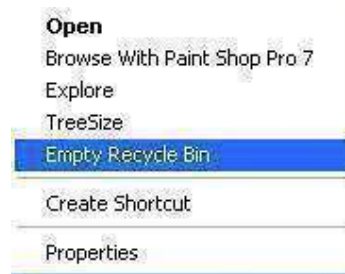 Open
Browse With Paint Shop Pro 7
Explore
TreeSize
Empty Recycle Bin
Create Shortcut
Properties